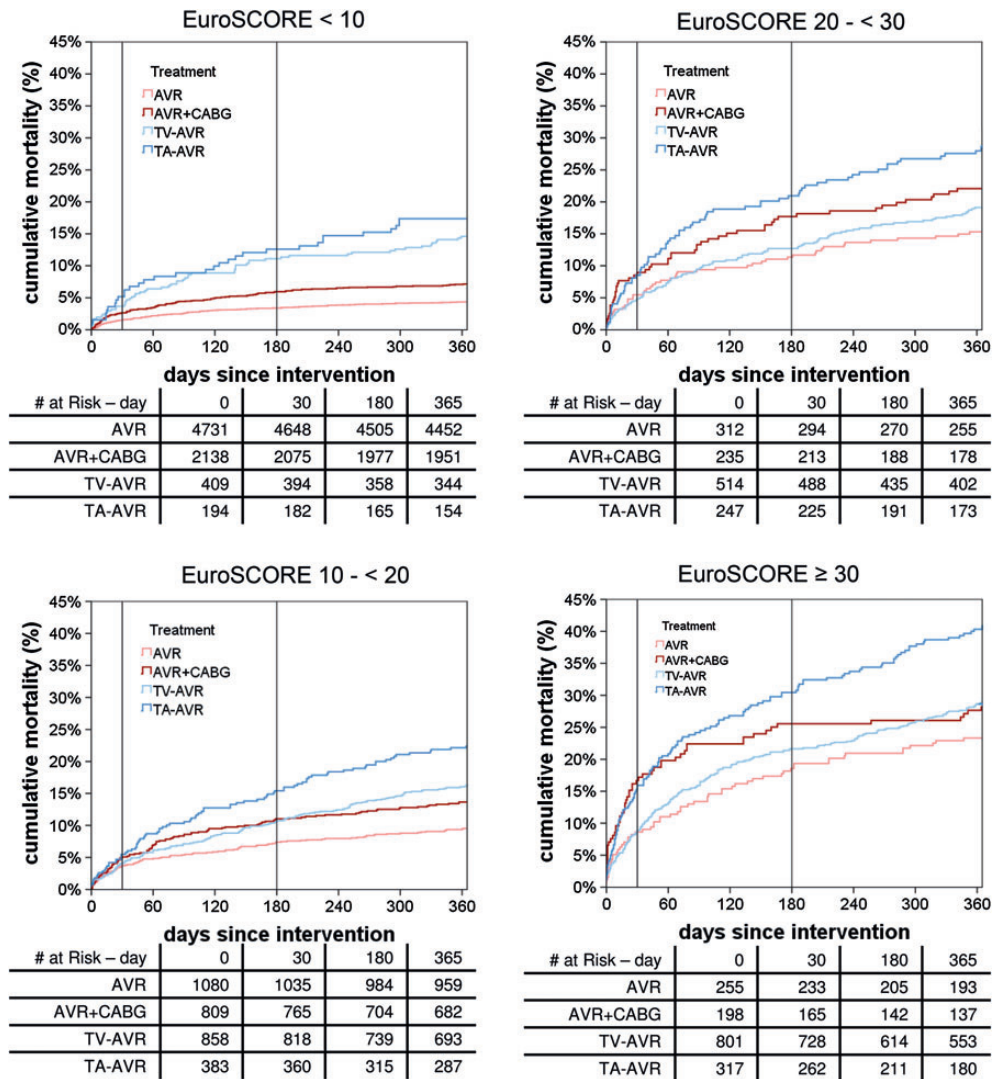 EuroSCORE < 10
45%
40%
35%
30%
25%
20%
15%
10%
5%
0%
cumulative mortality (%)
Treatment
AVR
AVR+CABG
TV-AVR
TA-AVR
0 60 120 180 240 300 360
days since intervention
# at Risk – day 0 30 180 365
AVR 4731 4648 4505 4452
AVR+CABG 2138 2075 1977 1951
TV-AVR 409 394 358 344
TA-AVR 194 182 165 154
EuroSCORE 20 - < 30
45%
40%
35%
30%
25%
20%
15%
10%
5%
0%
cumulative mortality (%)
Treatment
AVR
AVR+CABG
TV-AVR
TA-AVR
0 60 120 180 240 300 360
days since intervention
# at Risk – day 0 30 180 365
AVR 312 294 270 255
AVR+CABG 235 213 188 178
TV-AVR 514 488 435 402
TA-AVR 247 225 191 173
EuroSCORE 10 - < 20
45%
40%
35%
30%
25%
20%
15%
10%
5%
0%
cumulative mortality (%)
Treatment
AVR
AVR+CABG
TV-AVR
TA-AVR
0 60 120 180 240 300 360
days since intervention
# at Risk – day 0 30 180 365
AVR 1080 1035 984 959
AVR+CABG 809 765 704 682
TV-AVR 858 818 739 693
TA-AVR 383 360 315 287
EuroSCORE ≥ 30
45%
40%
35%
30%
25%
20%
15%
10%
5%
0%
cumulative mortality (%)
Treatment
AVR
AVR+CABG
TV-AVR
TA-AVR
0 60 120 180 240 300 360
days since intervention
# at Risk – day 0 30 180 365
AVR 255 233 205 193
AVR+CABG 198 165 142 137
TV-AVR 801 728 614 553
TA-AVR 317 262 211 180